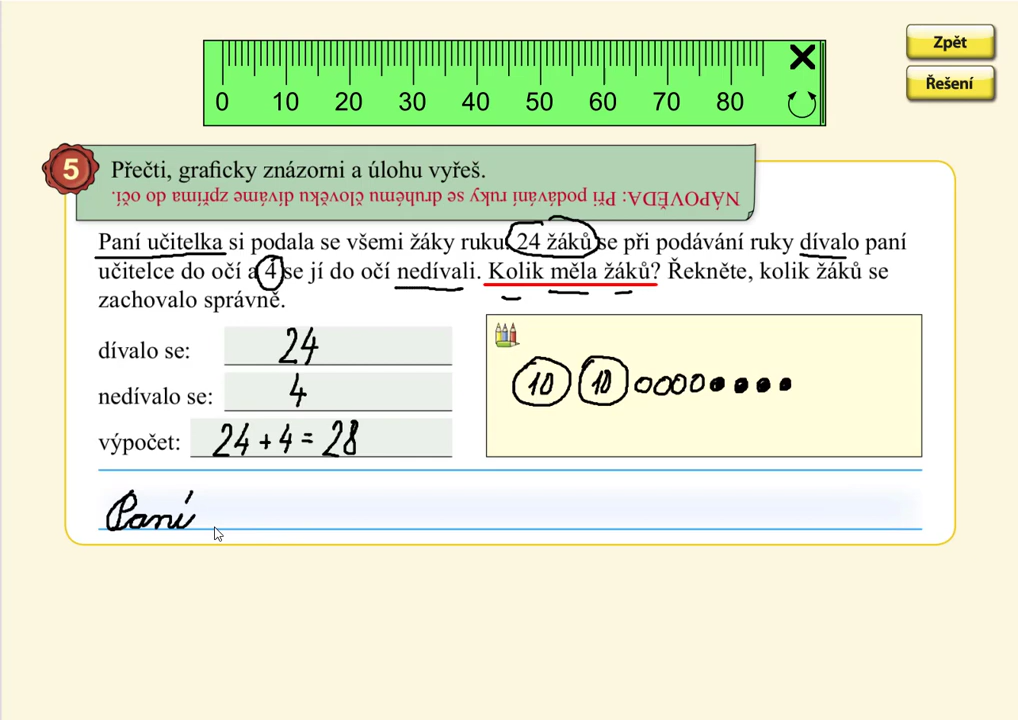 Zpět
Řešení
0 10 20 30 40 50 60 70 80
5 Přečti, graficky znázorni a úlohu vyřeš.
NÁPOVĚDA: Při podávání ruky se druhému člověku díváme zpříma do očí.
Paní učitelka si podala se všemi žáky ruku. 24 žáků se při podávání ruky dívalo paní
učitelce do očí a 4 se jí do očí nedívali. Kolik měla žáků? Řekněte, kolik žáků se
zachovalo správně.
dívalo se: 24
nedívalo se: 4
výpočet: 24 + 4 = 28
10 10
Paní